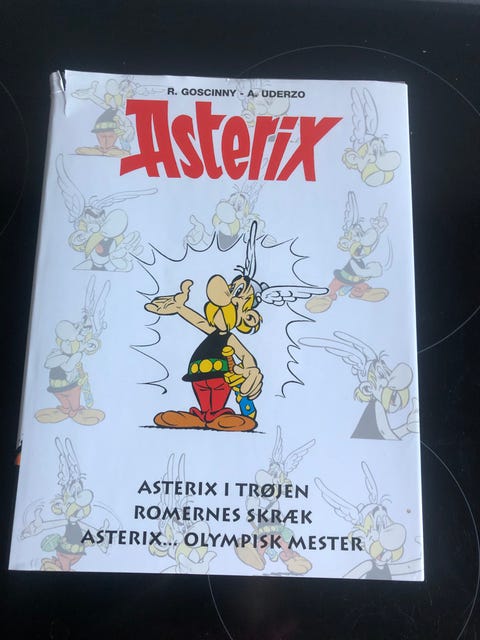 R. GOSCINNY - A. UDERZO
Asterix
ASTERIX I TRØJEN
ROMERNES SKRÆK
ASTERIX... OLYMPISK MESTER